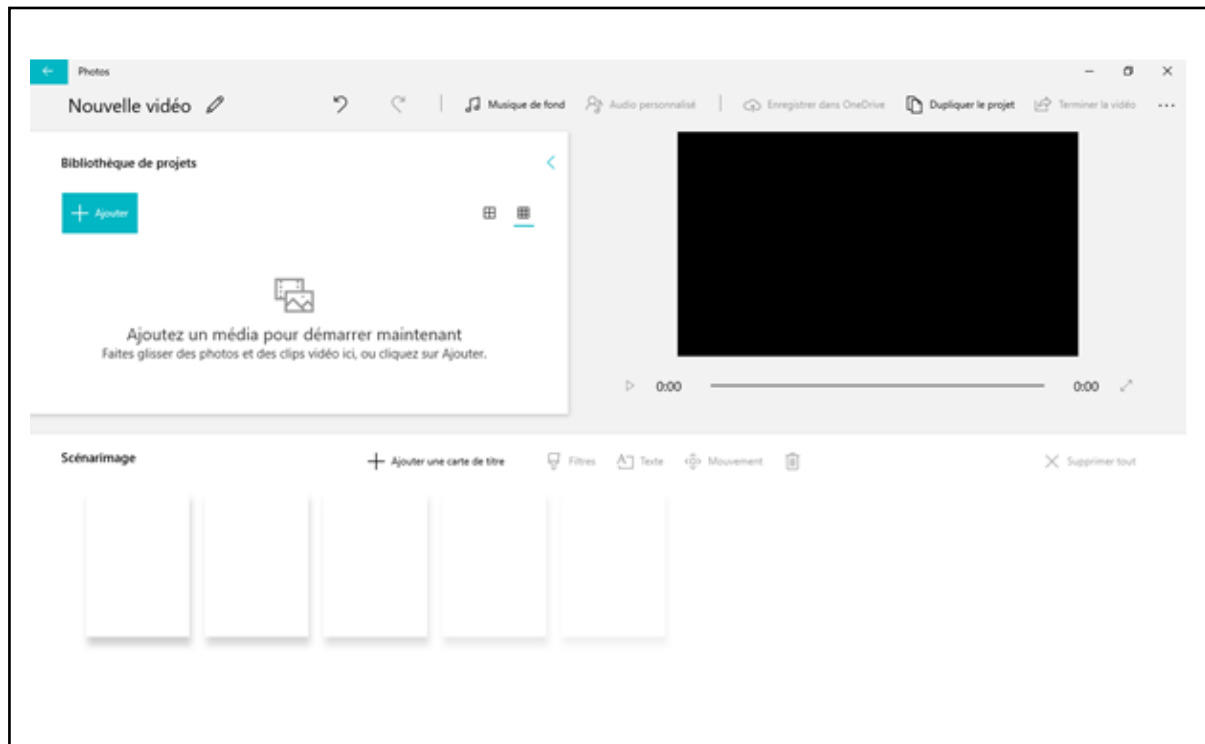 Photos
Nouvelle vidéo
Musique de fond
Audio personnalisé
Enregistrer dans OneDrive
Dupliquer le projet
Terminer la vidéo
Bibliothèque de projets
Ajouter
Ajoutez un média pour démarrer maintenant
Faites glisser des photos et des clips vidéo ici, ou cliquez sur Ajouter.
0:00
0:00
Scénarimage
Ajouter une carte de titre
Filtres
Texte
Mouvement
Supprimer tout